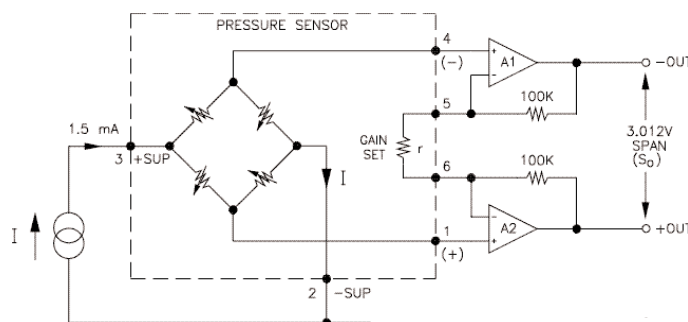 PRESSURE SENSOR
4
(-)
+
A1
-
-OUT
1.5 mA
3
+SUP
5
100K
GAIN
SET
r
3.012V
SPAN
(S₀)
I
6
100K
I
-
A2
+
1
(+)
+OUT
2
-SUP